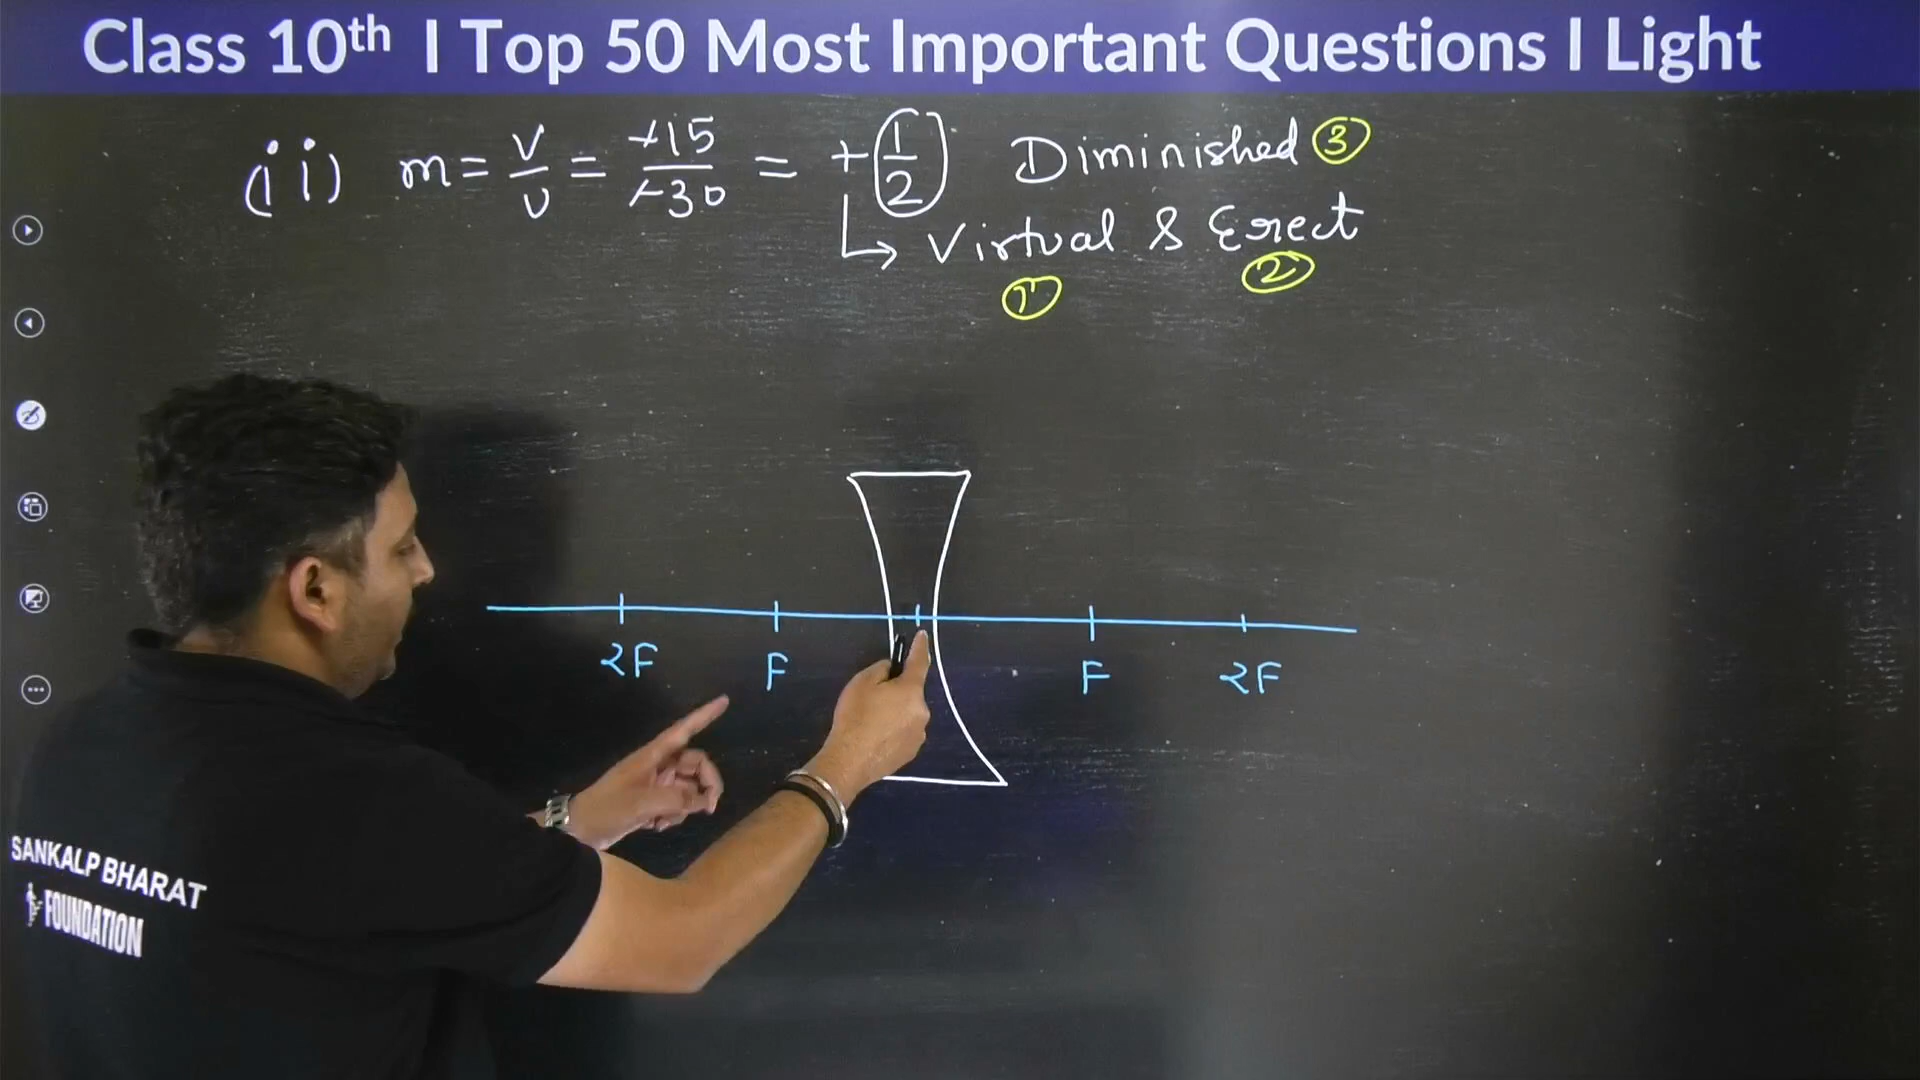 Class 10th I Top 50 Most Important Questions I Light
(ii) m = v/u = +15/-30 = +(1/2) Diminished ③
↳ Virtual & Erect
① ②
2F F F 2F
SANKALP BHARAT
FOUNDATION